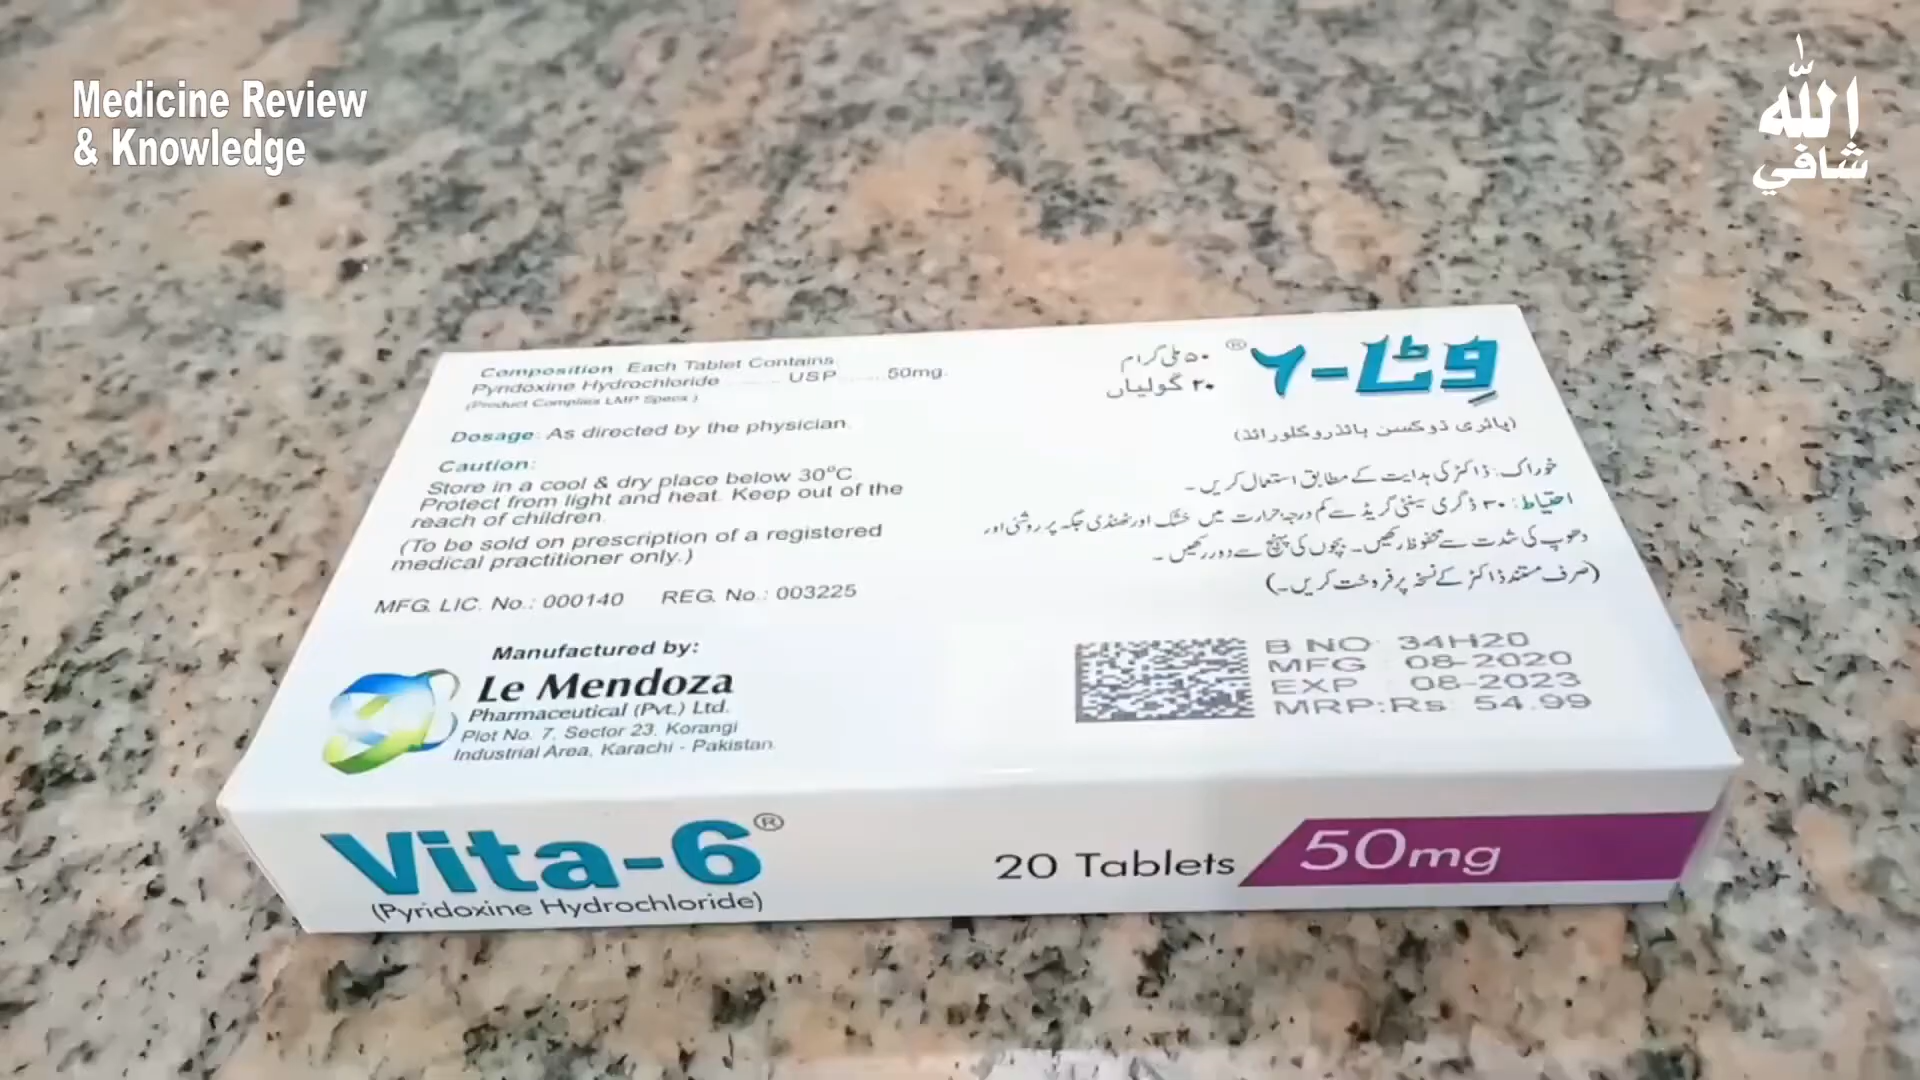 Medicine Review
& Knowledge
الله
شافي
Composition: Each Tablet Contains
Pyridoxine Hydrochloride ........ USP ...... 50mg.
(Product Complies LMP Specs.)
Dosage: As directed by the physician.
Caution:
Store in a cool & dry place below 30°C.
Protect from light and heat. Keep out of the
reach of children.
(To be sold on prescription of a registered
medical practitioner only.)
MFG. LIC. No.: 000140 REG. No.: 003225
Manufactured by:
Le Mendoza
Pharmaceutical (Pvt.) Ltd.
Plot No. 7, Sector 23, Korangi
Industrial Area, Karachi - Pakistan.
وِٹا-۶®
۵۰ ملی گرام
۲۰ گولیاں
(پائری ڈوکسن ہائڈروکلورائڈ)
خوراک: ڈاکٹر کی ہدایت کے مطابق استعمال کریں۔
احتیاط: ۳۰ ڈگری سینٹی گریڈ سے کم درجہ حرارت میں خشک اور ٹھنڈی جگہ پر روشنی اور
دھوپ کی شدت سے محفوظ رکھیں۔ بچوں کی پہنچ سے دور رکھیں۔
(صرف مستند ڈاکٹر کے نسخہ پر فروخت کریں۔)
B NO 34H20
MFG 08-2020
EXP 08-2023
MRP:Rs 54.99
Vita-6®
(Pyridoxine Hydrochloride)
20 Tablets 50mg